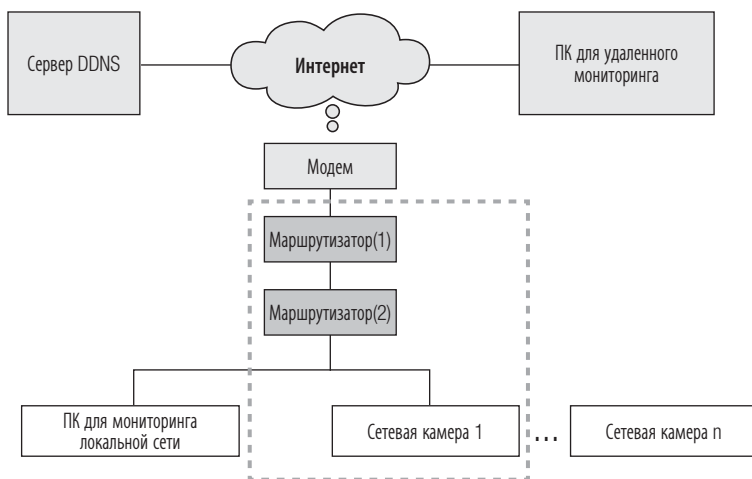 Сервер DDNS
Интернет
ПК для удаленного
мониторинга
Модем
Маршрутизатор(1)
Маршрутизатор(2)
ПК для мониторинга
локальной сети
Сетевая камера 1
...
Сетевая камера n